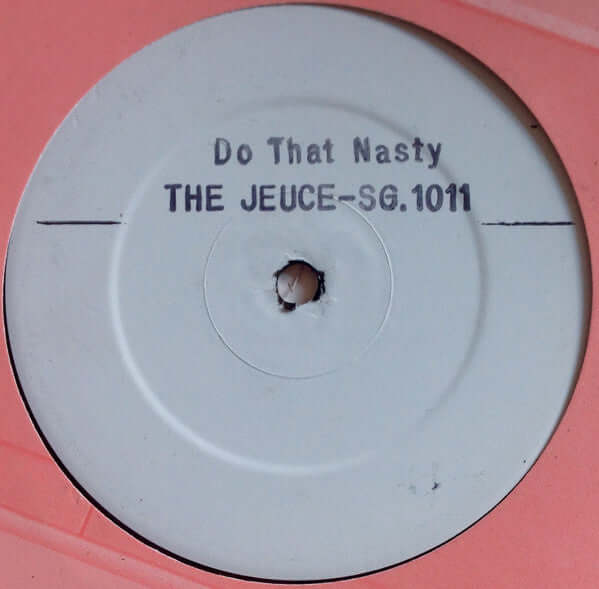 Do That Nasty
THE JEUCE-SG.1011